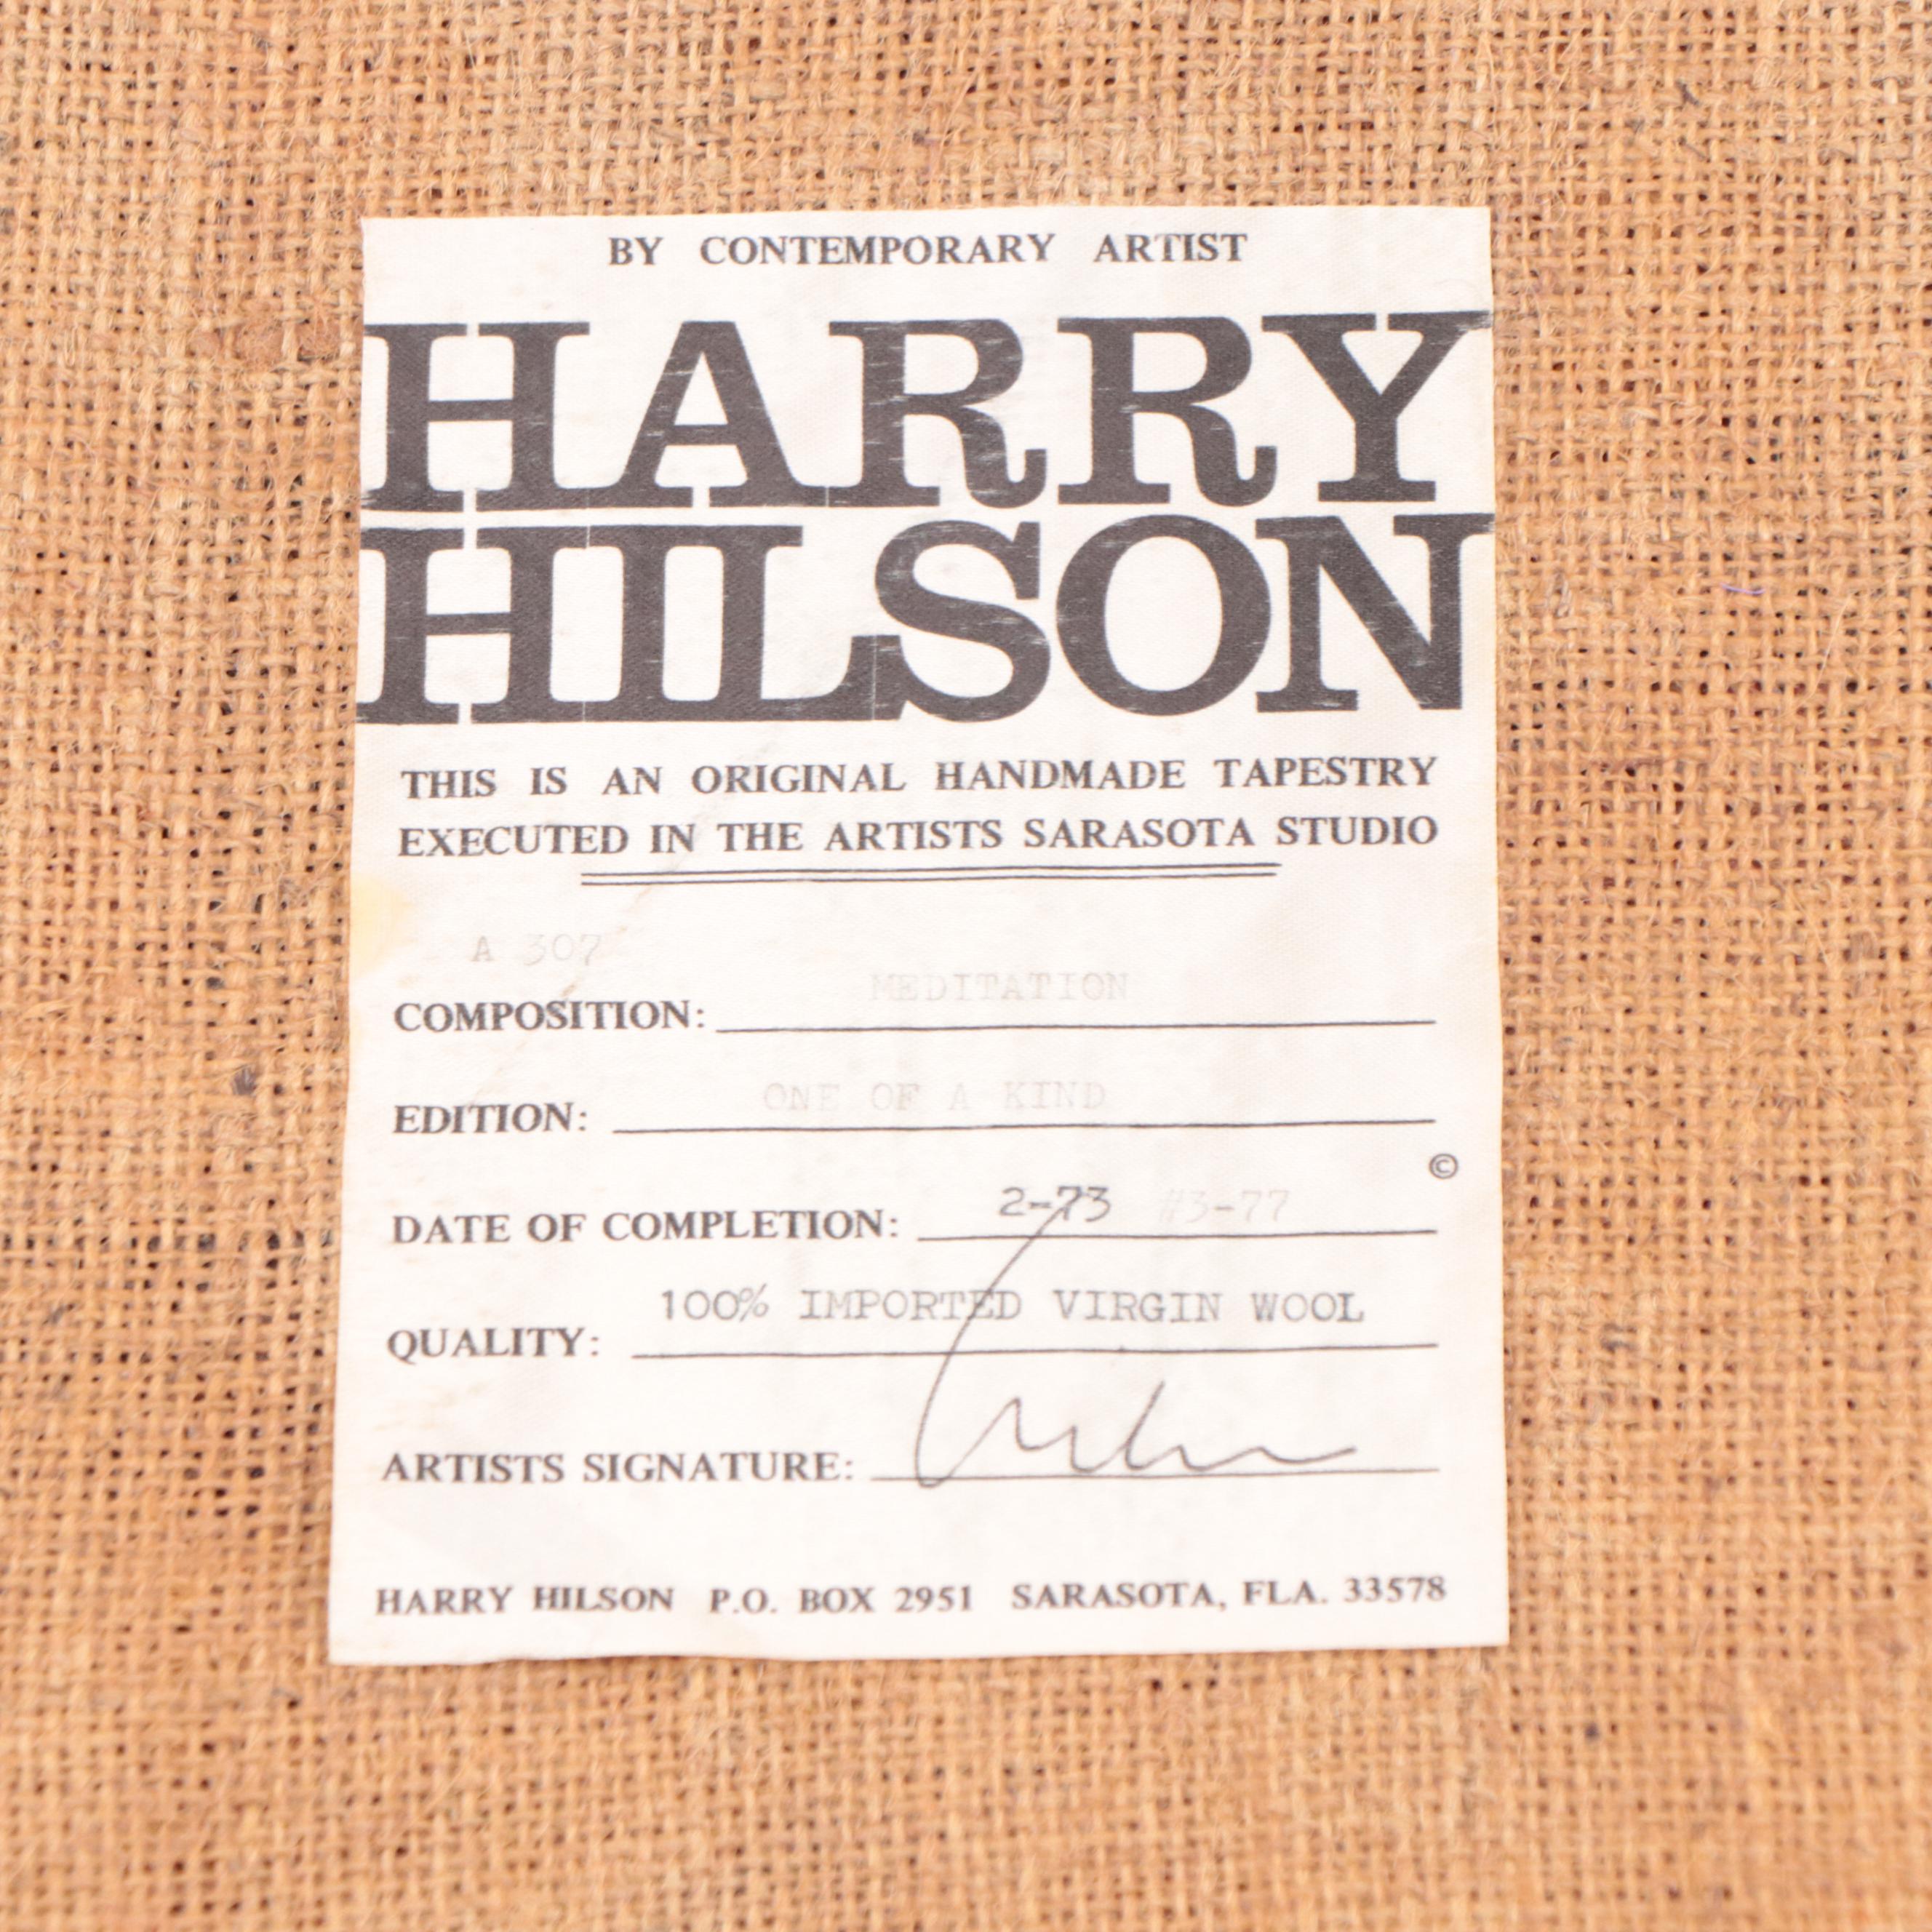 BY CONTEMPORARY ARTIST
HARRY
HILSON
THIS IS AN ORIGINAL HANDMADE TAPESTRY
EXECUTED IN THE ARTISTS SARASOTA STUDIO
A 307
COMPOSITION: MEDITATION
EDITION: ONE OF A KIND
©
DATE OF COMPLETION: 2-73 #3-77
QUALITY: 100% IMPORTED VIRGIN WOOL
ARTISTS SIGNATURE:
HARRY HILSON P.O. BOX 2951 SARASOTA, FLA. 33578